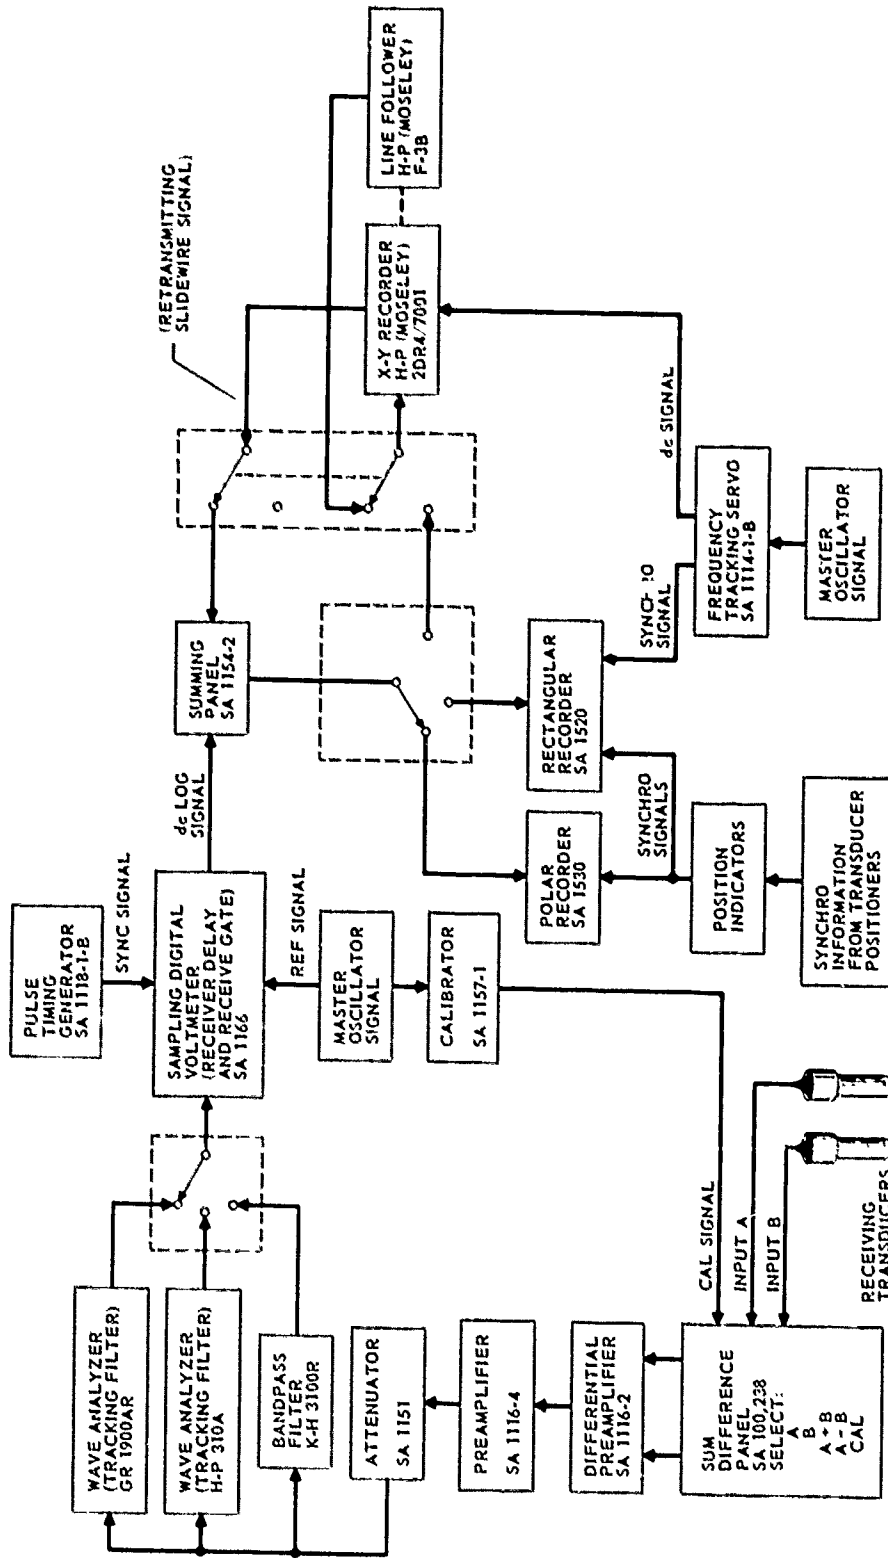 WAVE ANALYZER
(TRACKING FILTER)
GR 1900AR
WAVE ANALYZER
(TRACKING FILTER)
H-P 310A
BANDPASS
FILTER
K-H 3100R
ATTENUATOR
SA 1151
PREAMPLIFIER
SA 1116-4
DIFFERENTIAL
PREAMPLIFIER
SA 1116-2
SUM
DIFFERENCE
PANEL
SA 100,238
SELECT:
A
B
A + B
A - B
CAL
PULSE
TIMING
GENERATOR
SA 1118-1-B
SYNC SIGNAL
SAMPLING DIGITAL
VOLTMETER
(RECEIVER DELAY
AND RECEIVE GATE)
SA 1166
REF SIGNAL
MASTER
OSCILLATOR
SIGNAL
CALIBRATOR
SA 1157-1
CAL SIGNAL
INPUT A
INPUT B
RECEIVING
TRANSDUCERS
dc LOG
SIGNAL
SUMMING
PANEL
SA 1154-2
POLAR
RECORDER
SA 1530
RECTANGULAR
RECORDER
SA 1520
SYNCHRO
SIGNALS
POSITION
INDICATORS
SYNCHRO
INFORMATION
FROM TRANSDUCER
POSITIONERS
(RETRANSMITTING
SLIDEWIRE SIGNAL)
X-Y RECORDER
H-P (MOSELEY)
2DRA/7001
LINE FOLLOWER
H-P (MOSELEY)
F-3B
dc SIGNAL
SIGNAL
FREQUENCY
TRACKING SERVO
SA 1114-1-B
MASTER
OSCILLATOR
SIGNAL